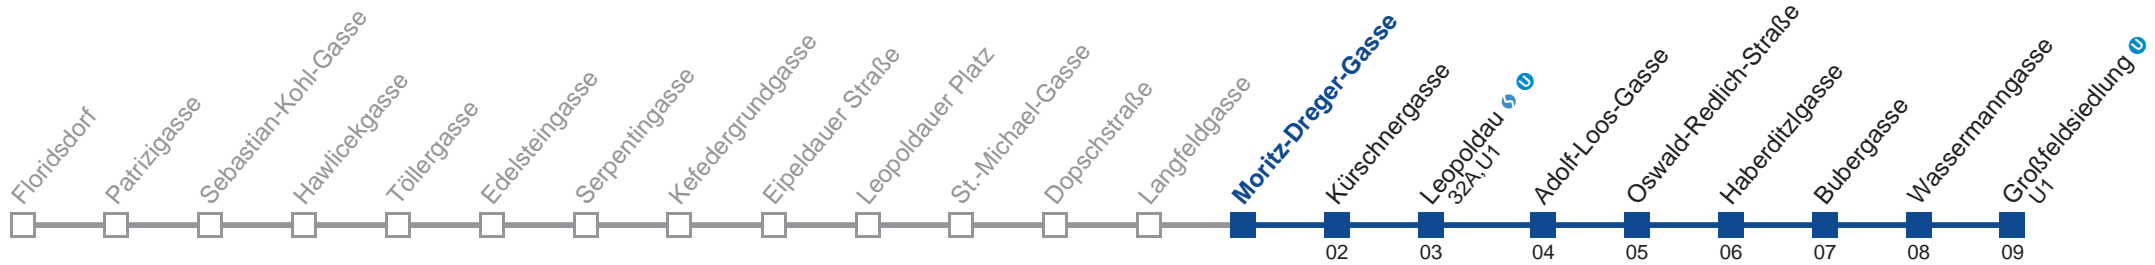 Floridsdorf
Patrizigasse
Sebastian-Kohl-Gasse
Hawlicekgasse
Töllergasse
Edelsteingasse
Serpentingasse
Kefedergrundgasse
Eipeldauer Straße
Leopoldauer Platz
St.-Michael-Gasse
Dopschstraße
Langfeldgasse
Moritz-Dreger-Gasse
Kürschnergasse
02
Leopoldau S U
32A,U1
03
Adolf-Loos-Gasse
04
Oswald-Redlich-Straße
05
Haberditzlgasse
06
Bubergasse
07
Wassermanngasse
08
Großfeldsiedlung U
U1
09